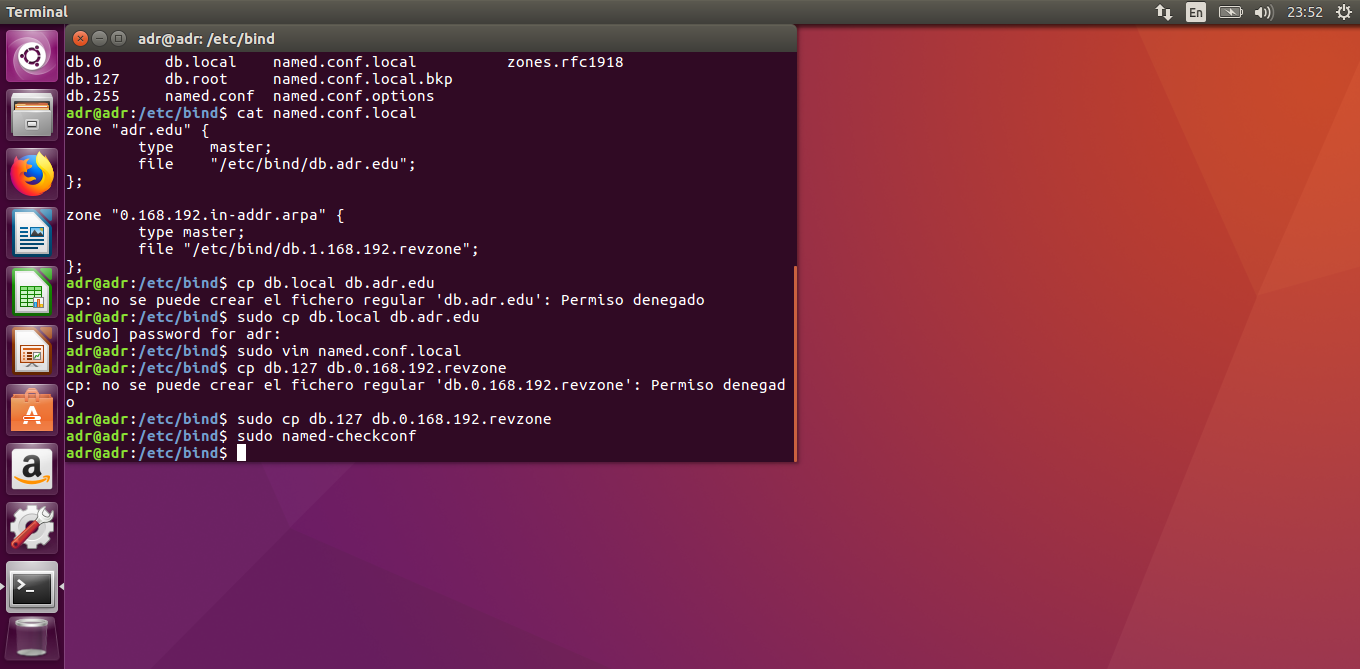 Terminal
En
23:52
adr@adr: /etc/bind
db.0       db.local    named.conf.local          zones.rfc1918
db.127     db.root     named.conf.local.bkp
db.255     named.conf  named.conf.options
adr@adr:/etc/bind$ cat named.conf.local
zone "adr.edu" {
        type    master;
        file    "/etc/bind/db.adr.edu";
};
zone "0.168.192.in-addr.arpa" {
        type master;
        file "/etc/bind/db.1.168.192.revzone";
};
adr@adr:/etc/bind$ cp db.local db.adr.edu
cp: no se puede crear el fichero regular 'db.adr.edu': Permiso denegado
adr@adr:/etc/bind$ sudo cp db.local db.adr.edu
[sudo] password for adr:
adr@adr:/etc/bind$ sudo vim named.conf.local
adr@adr:/etc/bind$ cp db.127 db.0.168.192.revzone
cp: no se puede crear el fichero regular 'db.0.168.192.revzone': Permiso denegad
o
adr@adr:/etc/bind$ sudo cp db.127 db.0.168.192.revzone
adr@adr:/etc/bind$ sudo named-checkconf
adr@adr:/etc/bind$